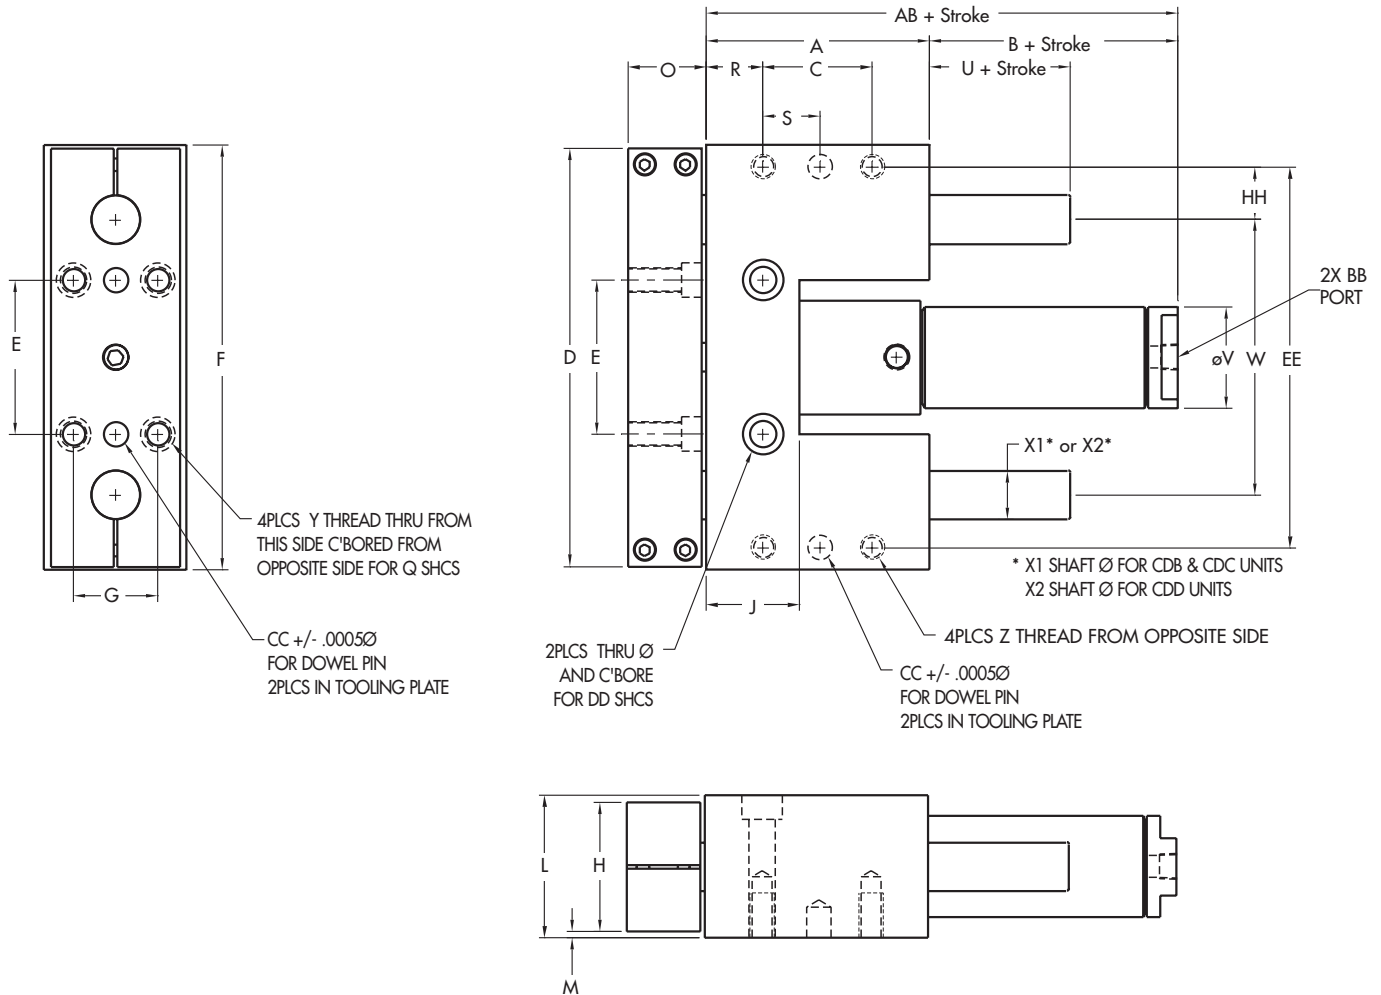 AB + Stroke
A
B + Stroke
O
R
C
U + Stroke
S
HH
2X BB
PORT
E
F
D
E
øV
W
EE
X1* or X2*
4PLCS Y THREAD THRU FROM
THIS SIDE C'BORED FROM
OPPOSITE SIDE FOR Q SHCS
* X1 SHAFT Ø FOR CDB & CDC UNITS
X2 SHAFT Ø FOR CDD UNITS
G
J
CC +/- .0005Ø
FOR DOWEL PIN
2PLCS IN TOOLING PLATE
2PLCS THRU Ø
AND C'BORE
FOR DD SHCS
4PLCS Z THREAD FROM OPPOSITE SIDE
CC +/- .0005Ø
FOR DOWEL PIN
2PLCS IN TOOLING PLATE
L
H
M